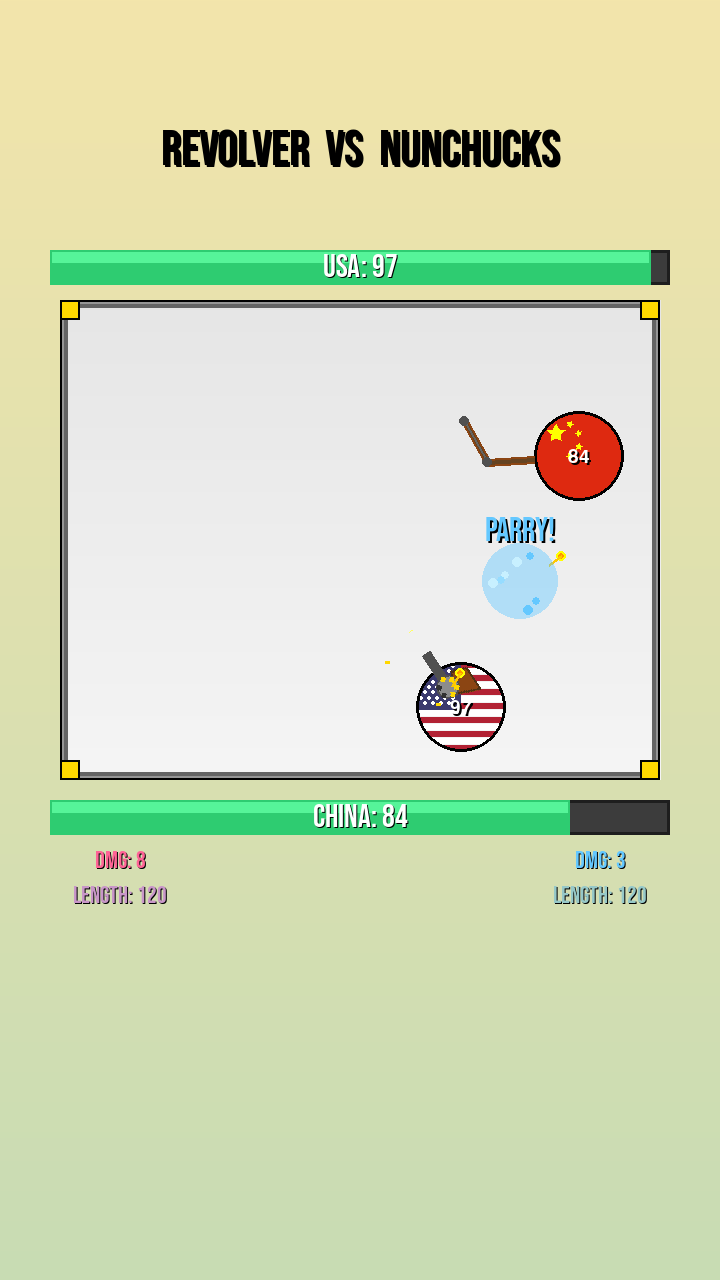 REVOLVER VS NUNCHUCKS
USA: 97
84
PARRY!
97
CHINA: 84
DMG: 8
DMG: 3
LENGTH: 120
LENGTH: 120